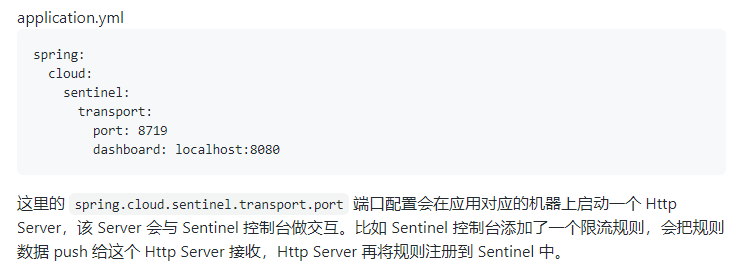 application.yml
spring:
  cloud:
    sentinel:
      transport:
        port: 8719
        dashboard: localhost:8080
这里的 spring.cloud.sentinel.transport.port 端口配置会在应用对应的机器上启动一个 Http
Server，该 Server 会与 Sentinel 控制台做交互。比如 Sentinel 控制台添加了一个限流规则，会把规则
数据 push 给这个 Http Server 接收，Http Server 再将规则注册到 Sentinel 中。